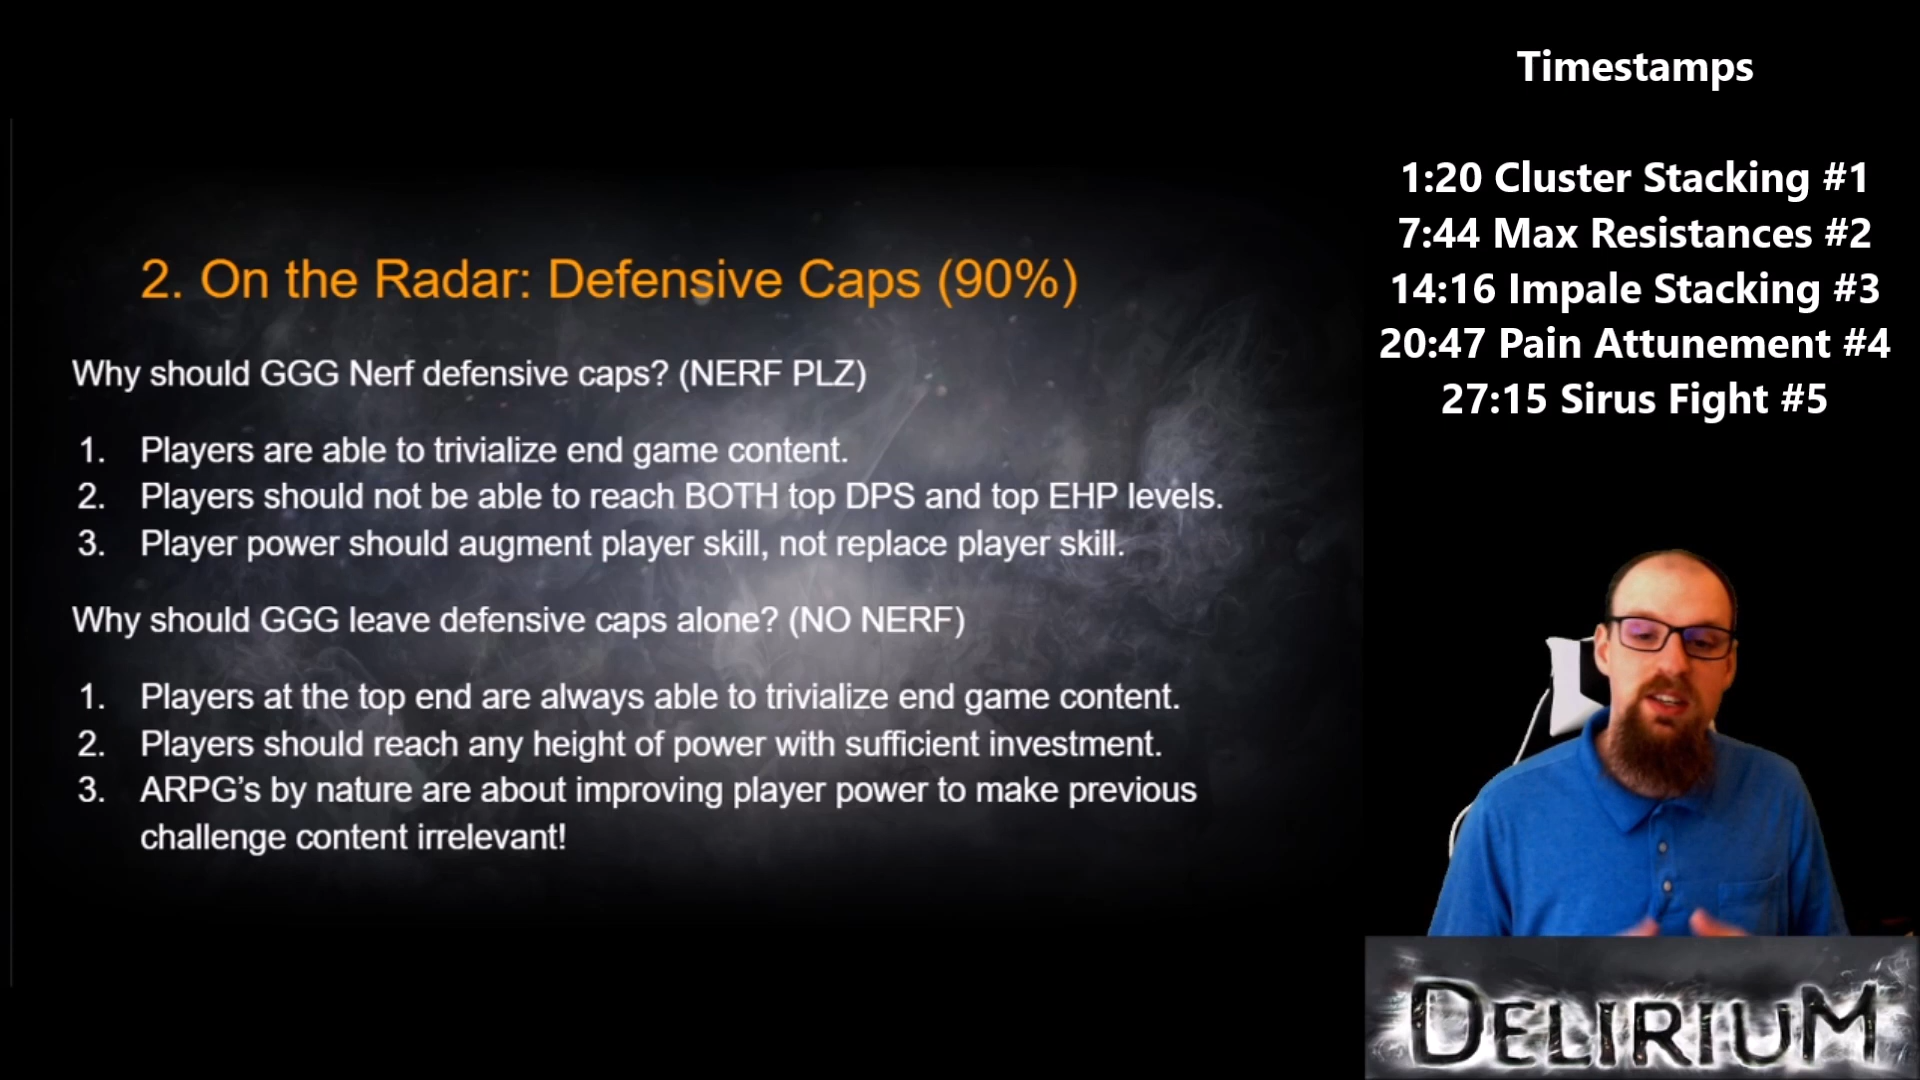 2. On the Radar: Defensive Caps (90%)
Why should GGG Nerf defensive caps? (NERF PLZ)
1. Players are able to trivialize end game content.
2. Players should not be able to reach BOTH top DPS and top EHP levels.
3. Player power should augment player skill, not replace player skill.
Why should GGG leave defensive caps alone? (NO NERF)
1. Players at the top end are always able to trivialize end game content.
2. Players should reach any height of power with sufficient investment.
3. ARPG's by nature are about improving player power to make previous
challenge content irrelevant!
Timestamps
1:20 Cluster Stacking #1
7:44 Max Resistances #2
14:16 Impale Stacking #3
20:47 Pain Attunement #4
27:15 Sirus Fight #5
DELIRIUM